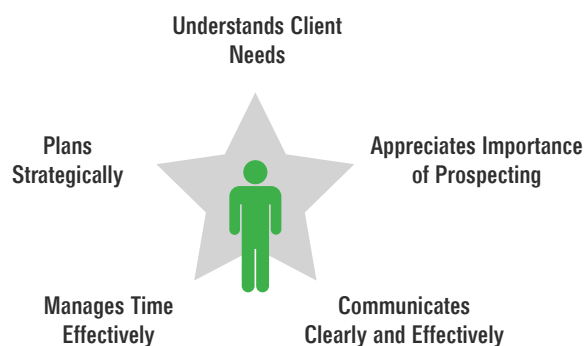 Understands Client
Needs
Plans
Strategically
Appreciates Importance
of Prospecting
Manages Time
Effectively
Communicates
Clearly and Effectively